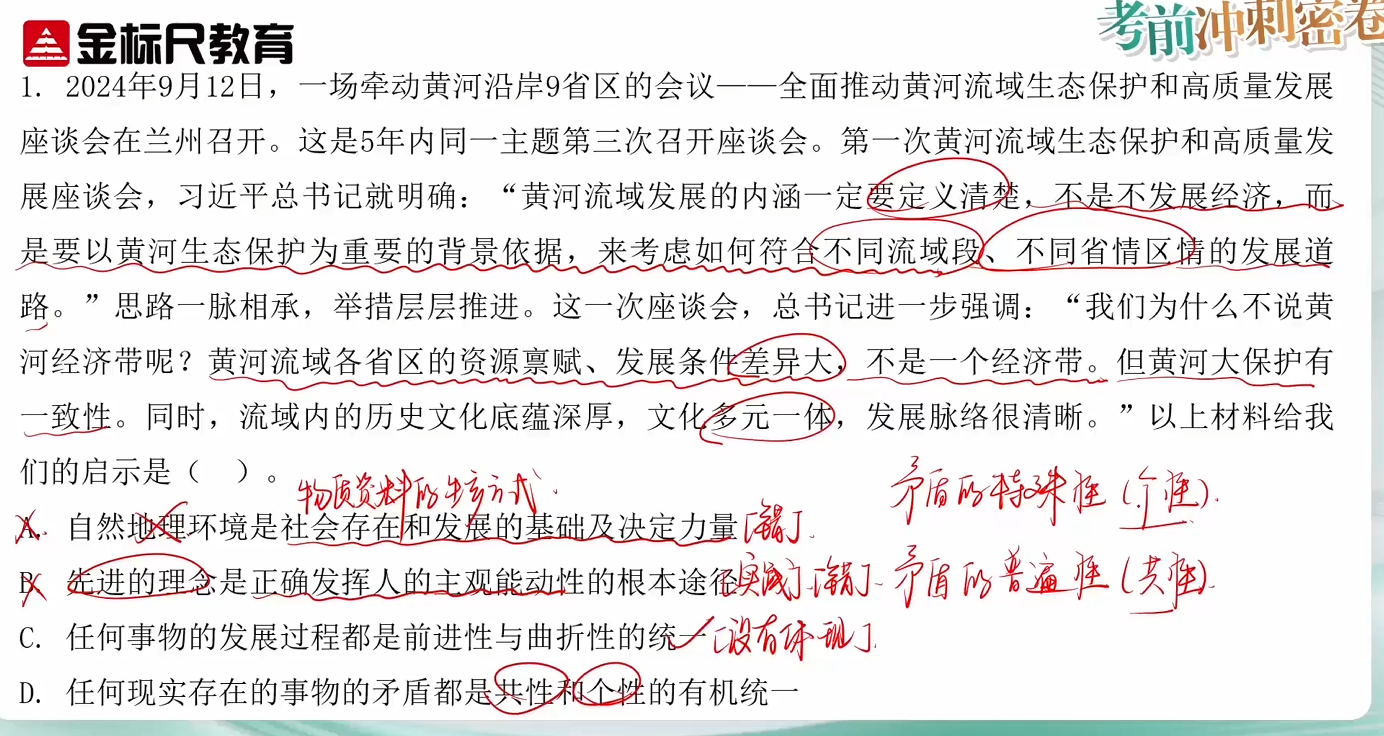 金标尺教育
考前冲刺密卷
1. 2024年9月12日，一场牵动黄河沿岸9省区的会议——全面推动黄河流域生态保护和高质量发展
座谈会在兰州召开。这是5年内同一主题第三次召开座谈会。第一次黄河流域生态保护和高质量发
展座谈会，习近平总书记就明确：“黄河流域发展的内涵一定要定义清楚，不是不发展经济，而
是要以黄河生态保护为重要的背景依据，来考虑如何符合不同流域段、不同省情区情的发展道
路。”思路一脉相承，举措层层推进。这一次座谈会，总书记进一步强调：“我们为什么不说黄
河经济带呢？黄河流域各省区的资源禀赋、发展条件差异大，不是一个经济带。但黄河大保护有
一致性。同时，流域内的历史文化底蕴深厚，文化多元一体，发展脉络很清晰。”以上材料给我
们的启示是（ ）。
物质资料的生产方式.
矛盾的特殊性(个性).
A. 自然地理环境是社会存在和发展的基础及决定力量[错].
B. 先进的理念是正确发挥人的主观能动性的根本途径[实践].[错].
矛盾的普遍性(共性).
C. 任何事物的发展过程都是前进性与曲折性的统一[没有体现].
D. 任何现实存在的事物的矛盾都是共性和个性的有机统一